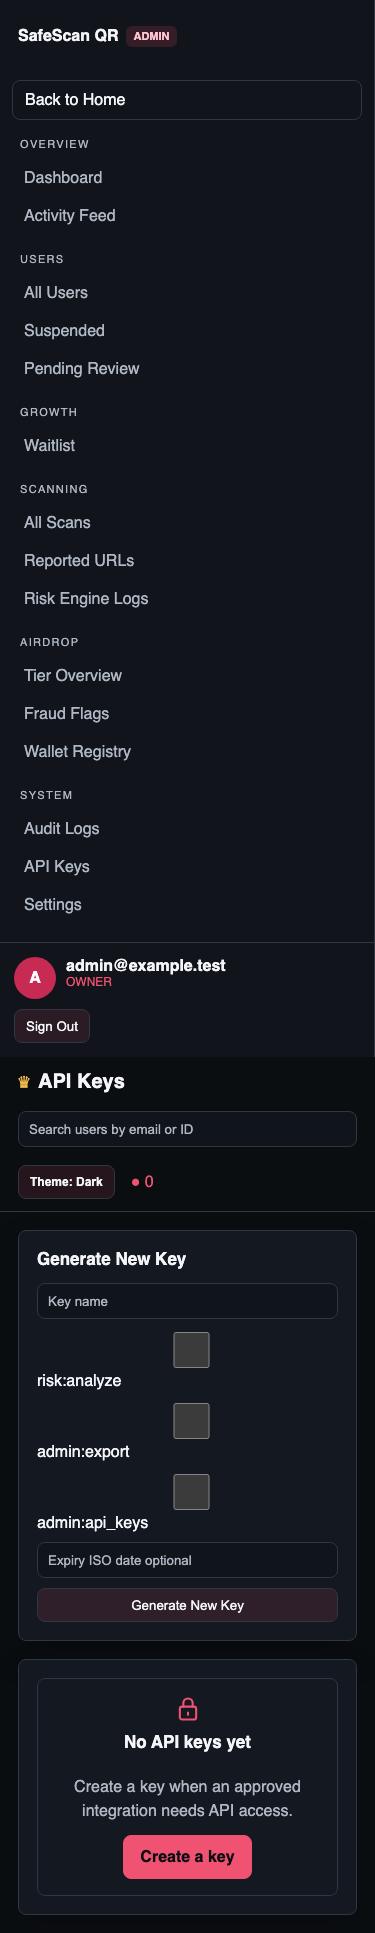 SafeScan QR ADMIN
Back to Home
OVERVIEW
Dashboard
Activity Feed
USERS
All Users
Suspended
Pending Review
GROWTH
Waitlist
SCANNING
All Scans
Reported URLs
Risk Engine Logs
AIRDROP
Tier Overview
Fraud Flags
Wallet Registry
SYSTEM
Audit Logs
API Keys
Settings
A
admin@example.test
OWNER
Sign Out
♛ API Keys
Search users by email or ID
Theme: Dark
● 0
Generate New Key
Key name
risk:analyze
admin:export
admin:api_keys
Expiry ISO date optional
Generate New Key
No API keys yet
Create a key when an approved
integration needs API access.
Create a key